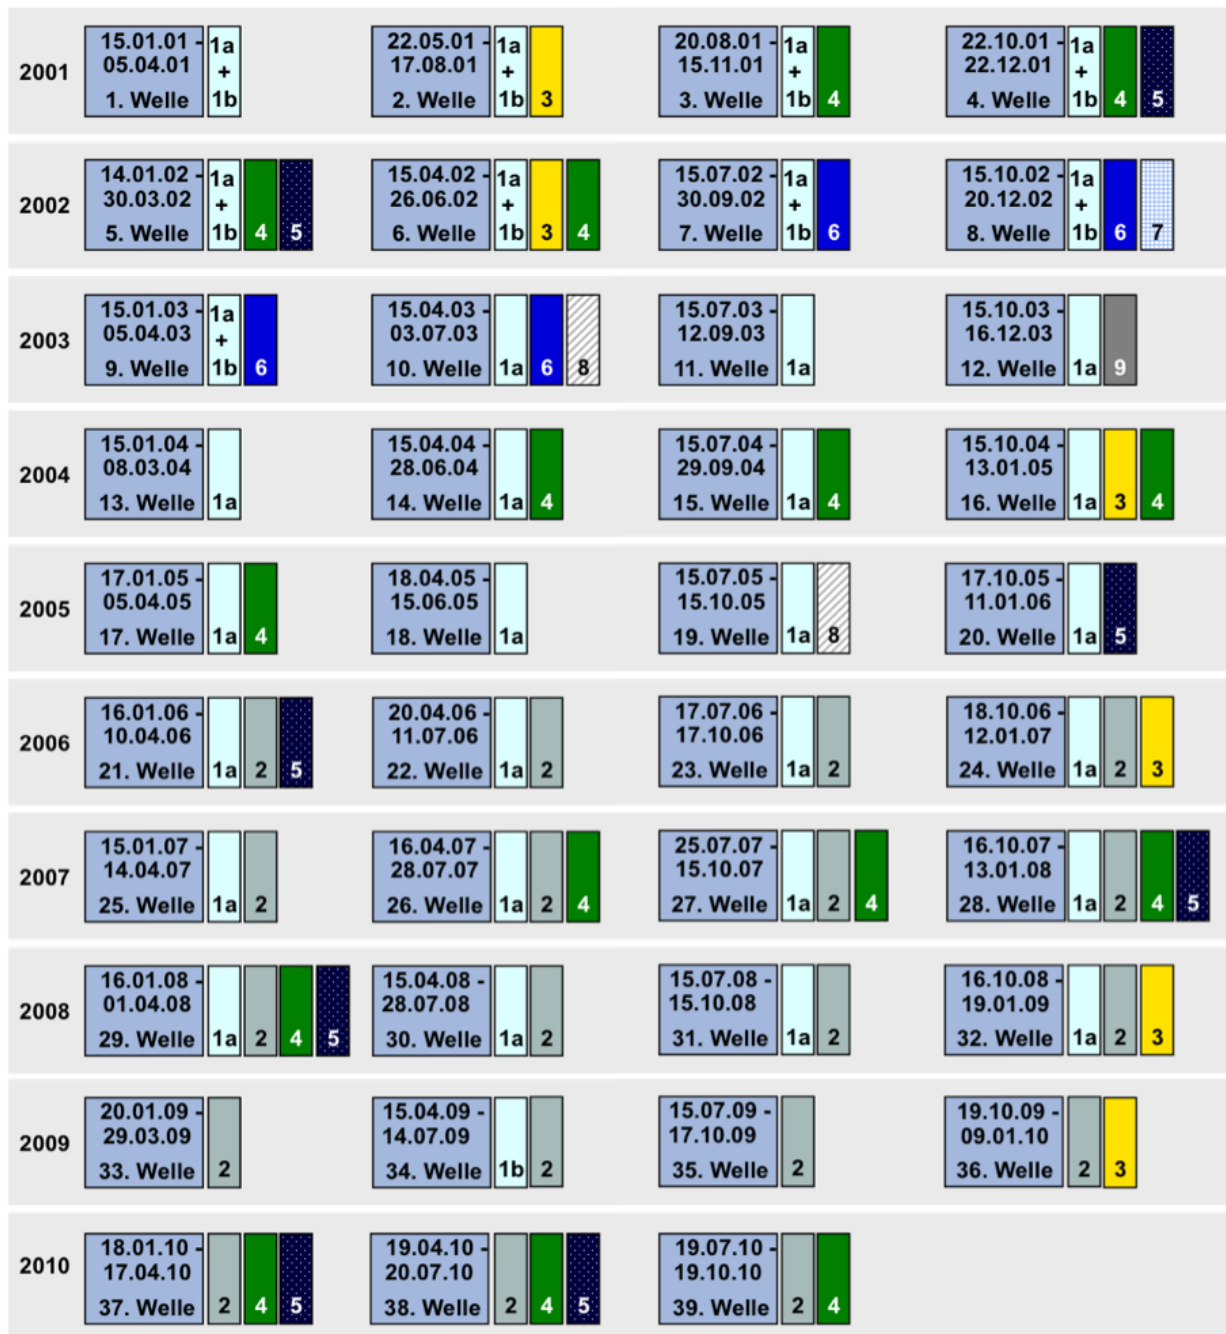 2001
15.01.01 -
05.04.01
1. Welle
1a
+
1b
22.05.01 -
17.08.01
2. Welle
1a
+
1b
3
20.08.01 -
15.11.01
3. Welle
1a
+
1b
4
22.10.01 -
22.12.01
4. Welle
1a
+
1b
4
5
2002
14.01.02 -
30.03.02
5. Welle
1a
+
1b
4
5
15.04.02 -
26.06.02
6. Welle
1a
+
1b
3
4
15.07.02 -
30.09.02
7. Welle
1a
+
1b
6
15.10.02 -
20.12.02
8. Welle
1a
+
1b
6
7
2003
15.01.03 -
05.04.03
9. Welle
1a
+
1b
6
15.04.03 -
03.07.03
10. Welle
1a
6
8
15.07.03 -
12.09.03
11. Welle
1a
15.10.03 -
16.12.03
12. Welle
1a
9
2004
15.01.04 -
08.03.04
13. Welle
1a
15.04.04 -
28.06.04
14. Welle
1a
4
15.07.04 -
29.09.04
15. Welle
1a
4
15.10.04 -
13.01.05
16. Welle
1a
3
4
2005
17.01.05 -
05.04.05
17. Welle
1a
4
18.04.05 -
15.06.05
18. Welle
1a
15.07.05 -
15.10.05
19. Welle
1a
8
17.10.05 -
11.01.06
20. Welle
1a
5
2006
16.01.06 -
10.04.06
21. Welle
1a
2
5
20.04.06 -
11.07.06
22. Welle
1a
2
17.07.06 -
17.10.06
23. Welle
1a
2
18.10.06 -
12.01.07
24. Welle
1a
2
3
2007
15.01.07 -
14.04.07
25. Welle
1a
2
16.04.07 -
28.07.07
26. Welle
1a
2
4
25.07.07 -
15.10.07
27. Welle
1a
2
4
16.10.07 -
13.01.08
28. Welle
1a
2
4
5
2008
16.01.08 -
01.04.08
29. Welle
1a
2
4
5
15.04.08 -
28.07.08
30. Welle
1a
2
15.07.08 -
15.10.08
31. Welle
1a
2
16.10.08 -
19.01.09
32. Welle
1a
2
3
2009
20.01.09 -
29.03.09
33. Welle
2
15.04.09 -
14.07.09
34. Welle
1b
2
15.07.09 -
17.10.09
35. Welle
2
19.10.09 -
09.01.10
36. Welle
2
3
2010
18.01.10 -
17.04.10
37. Welle
2
4
5
19.04.10 -
20.07.10
38. Welle
2
4
5
19.07.10 -
19.10.10
39. Welle
2
4